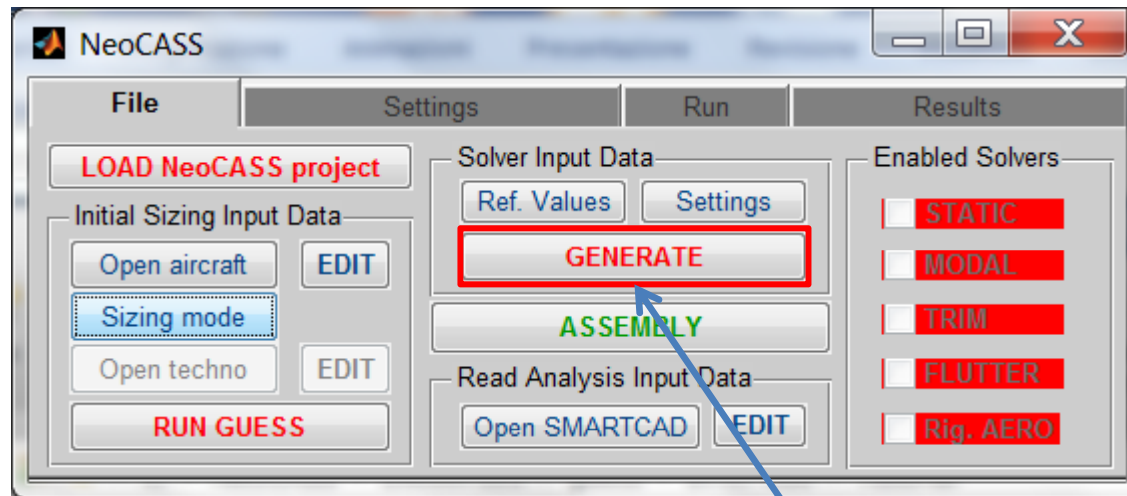 NeoCASS
File
Settings
Run
Results
LOAD NeoCASS project
Initial Sizing Input Data
Open aircraft
EDIT
Sizing mode
Open techno
EDIT
RUN GUESS
Solver Input Data
Ref. Values
Settings
GENERATE
ASSEMBLY
Read Analysis Input Data
Open SMARTCAD
EDIT
Enabled Solvers
STATIC
MODAL
TRIM
FLUTTER
Rig. AERO